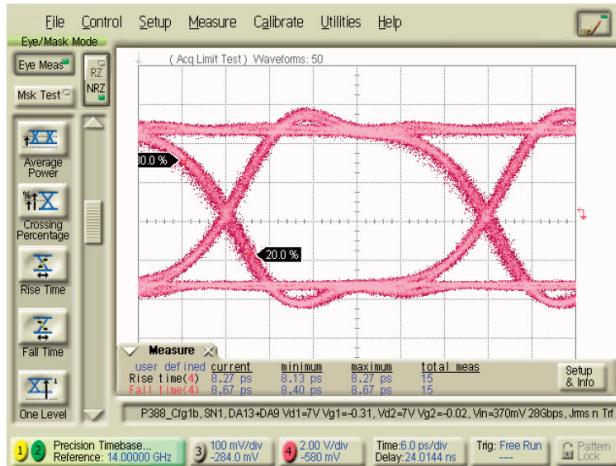 File Control Setup Measure Calibrate Utilities Help
Eye/Mask Mode
Eye Meas
Msk Test
RZ
NRZ
( Acq Limit Test ) Waveforms: 50
Average
Power
%
Crossing
Percentage
Rise Time
Fall Time
One Level
20.0 %
Measure
user defined current minimum maximum total meas
Rise time(4) 8.27 ps 8.13 ps 8.27 ps 15
Fall time(4) 8.67 ps 8.40 ps 8.67 ps 15
Setup
& Info
P388_Cfg1b, SN1, DA13+DA9 Vd1=7V Vg1=-0.31, Vd2=7V Vg2=-0.02, Vin=370mV 28Gbps, Jrms n Trf
1 2 Precision Timebase...
Reference: 14.00000 GHz
3 100 mV/div
-284.0 mV
4 2.00 V/div
-580 mV
Time:6.0 ps/div
Delay:24.0144 ns
Trig: Free Run
---
Pattern
Lock